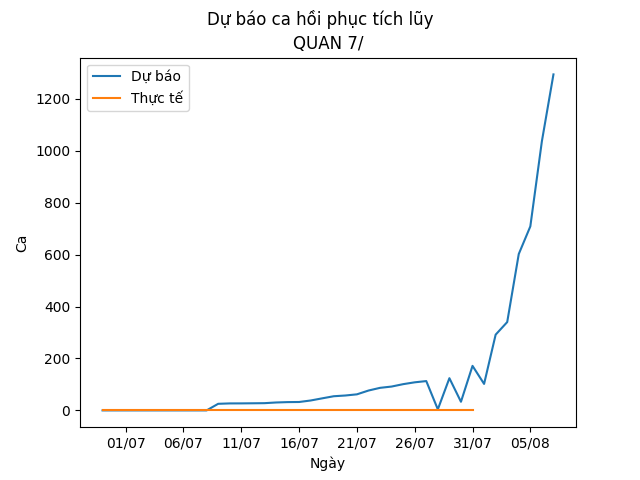 Dự báo ca hồi phục tích lũy
QUAN 7/
Dự báo
Thực tế
1200
1000
800
600
400
200
0
Ca
01/07
06/07
11/07
16/07
21/07
26/07
31/07
05/08
Ngày